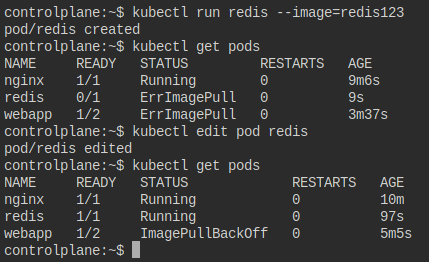 controlplane:~$ kubectl run redis --image=redis123
pod/redis created
controlplane:~$ kubectl get pods
NAME     READY   STATUS         RESTARTS   AGE
nginx    1/1     Running        0          9m6s
redis    0/1     ErrImagePull   0          9s
webapp   1/2     ErrImagePull   0          3m37s
controlplane:~$ kubectl edit pod redis
pod/redis edited
controlplane:~$ kubectl get pods
NAME     READY   STATUS             RESTARTS   AGE
nginx    1/1     Running            0          10m
redis    1/1     Running            0          97s
webapp   1/2     ImagePullBackOff   0          5m5s
controlplane:~$